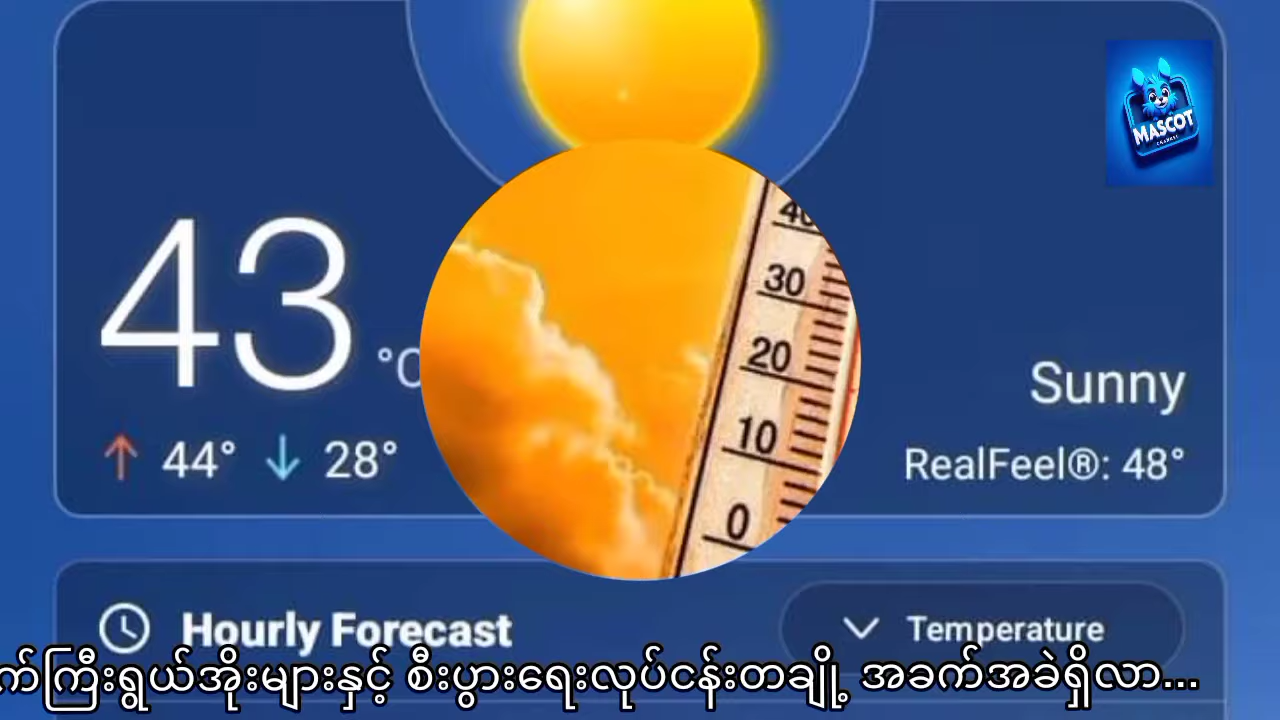 MASCOT
CHANNEL
43 °C
40
30
20
10
0
Sunny
44° 28°
RealFeel®: 48°
Hourly Forecast
Temperature
က်ကြီးရွယ်အိုးများနှင့် စီးပွားရေးလုပ်ငန်းတချို့ အခက်အခဲရှိလာ...